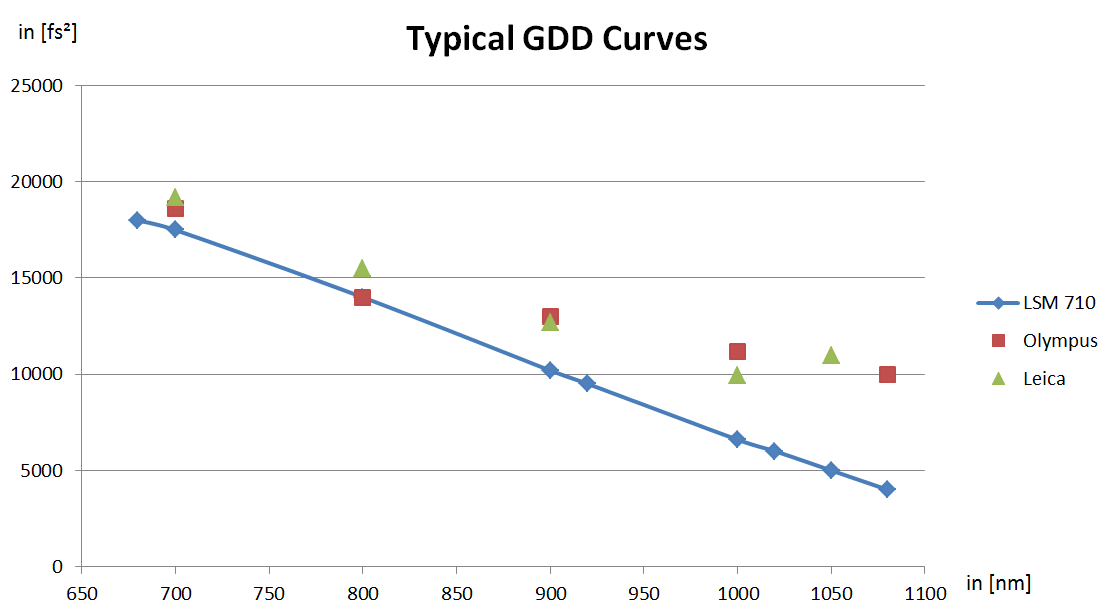 in [fs²]
Typical GDD Curves
25000
20000
15000
10000
5000
0
650 700 750 800 850 900 950 1000 1050 1100
in [nm]
LSM 710
Olympus
Leica